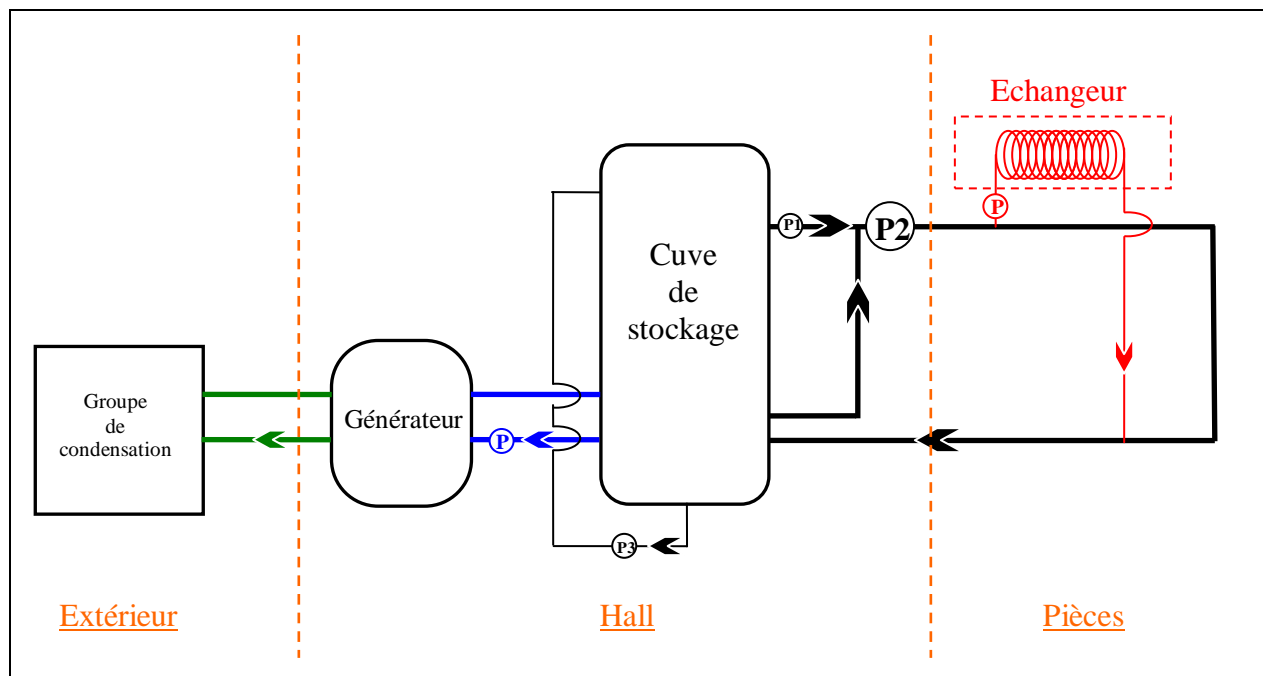 Echangeur
P
P1
P2
Cuve
de
stockage
Groupe
de
condensation
Générateur
P
P3
Extérieur
Hall
Pièces